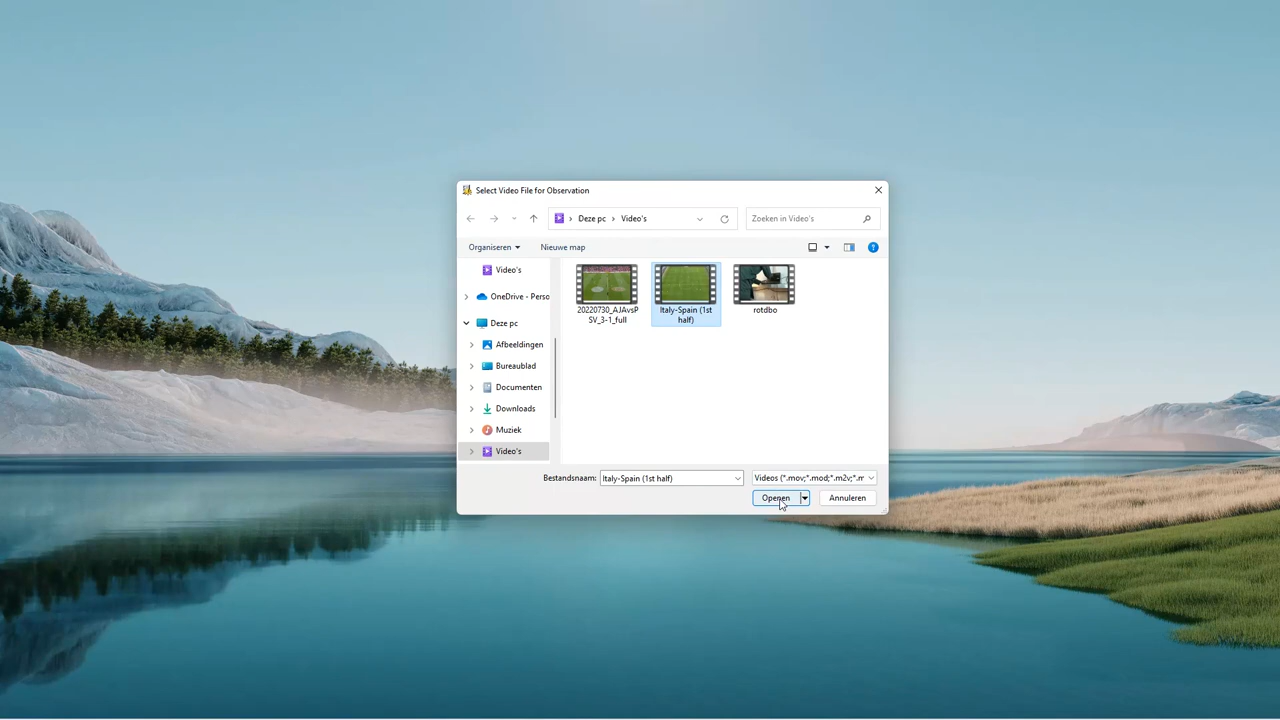 Select Video File for Observation
Deze pc
Video's
Zoeken in Video's
Organiseren
Nieuwe map
Video's
OneDrive - Perso
Deze pc
Afbeeldingen
Bureaublad
Documenten
Downloads
Muziek
Video's
20220730_AJAvsP
SV_3-1_full
Italy-Spain (1st
half)
rotdbo
Bestandsnaam:
Italy-Spain (1st half)
Videos (*.mov;*.mod;*.m2v;*.m
Openen
Annuleren